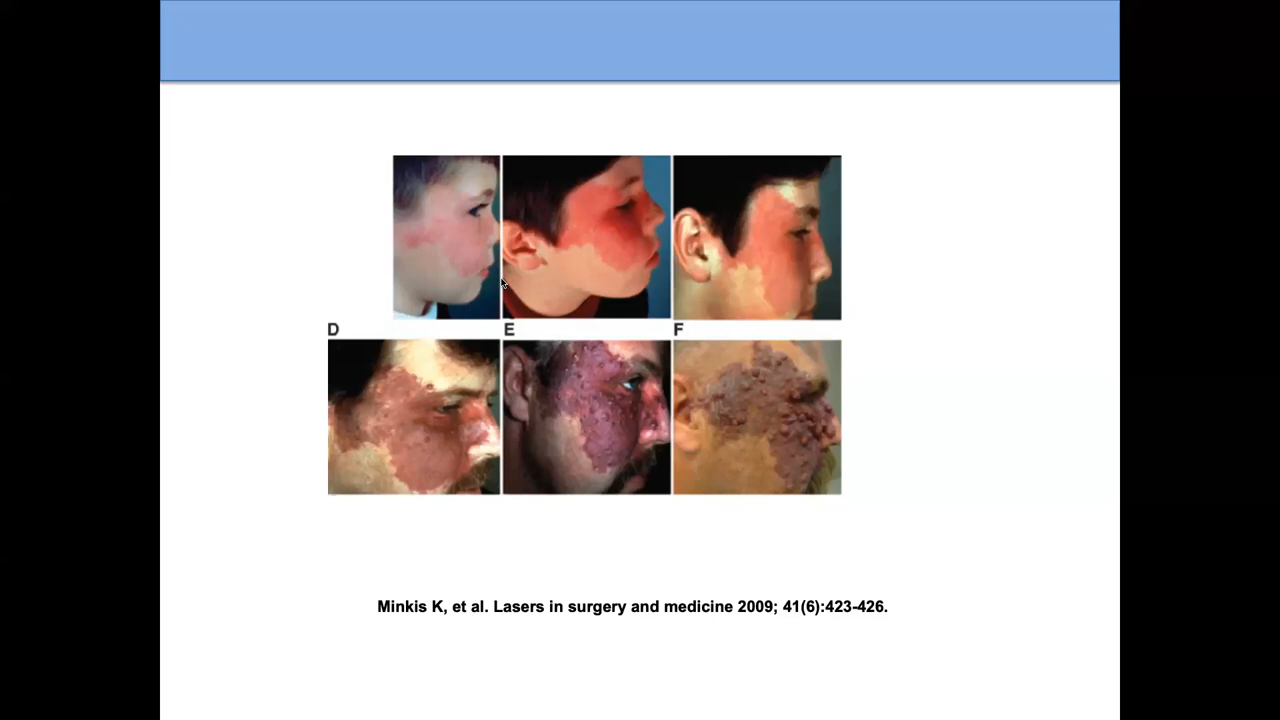 D E F
Minkis K, et al. Lasers in surgery and medicine 2009; 41(6):423-426.